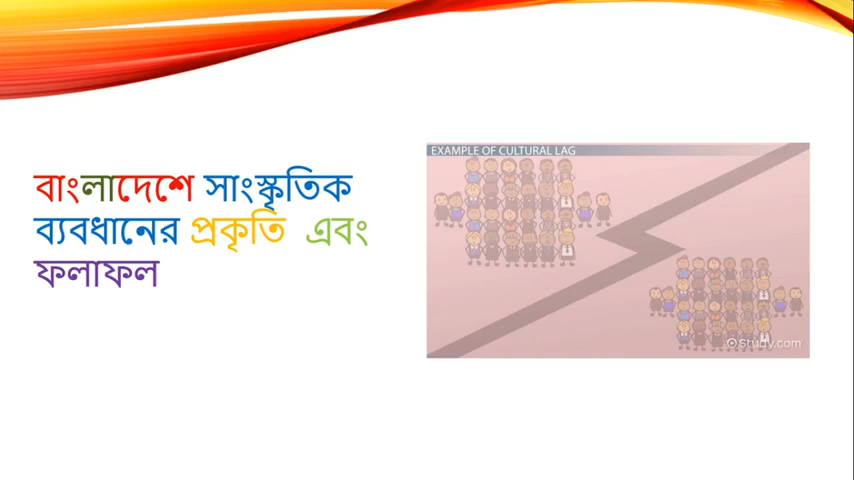 বাংলাদেশে সাংস্কৃতিক
ব্যবধানের প্রকৃতি এবং
ফলাফল
EXAMPLE OF CULTURAL LAG
Study.com